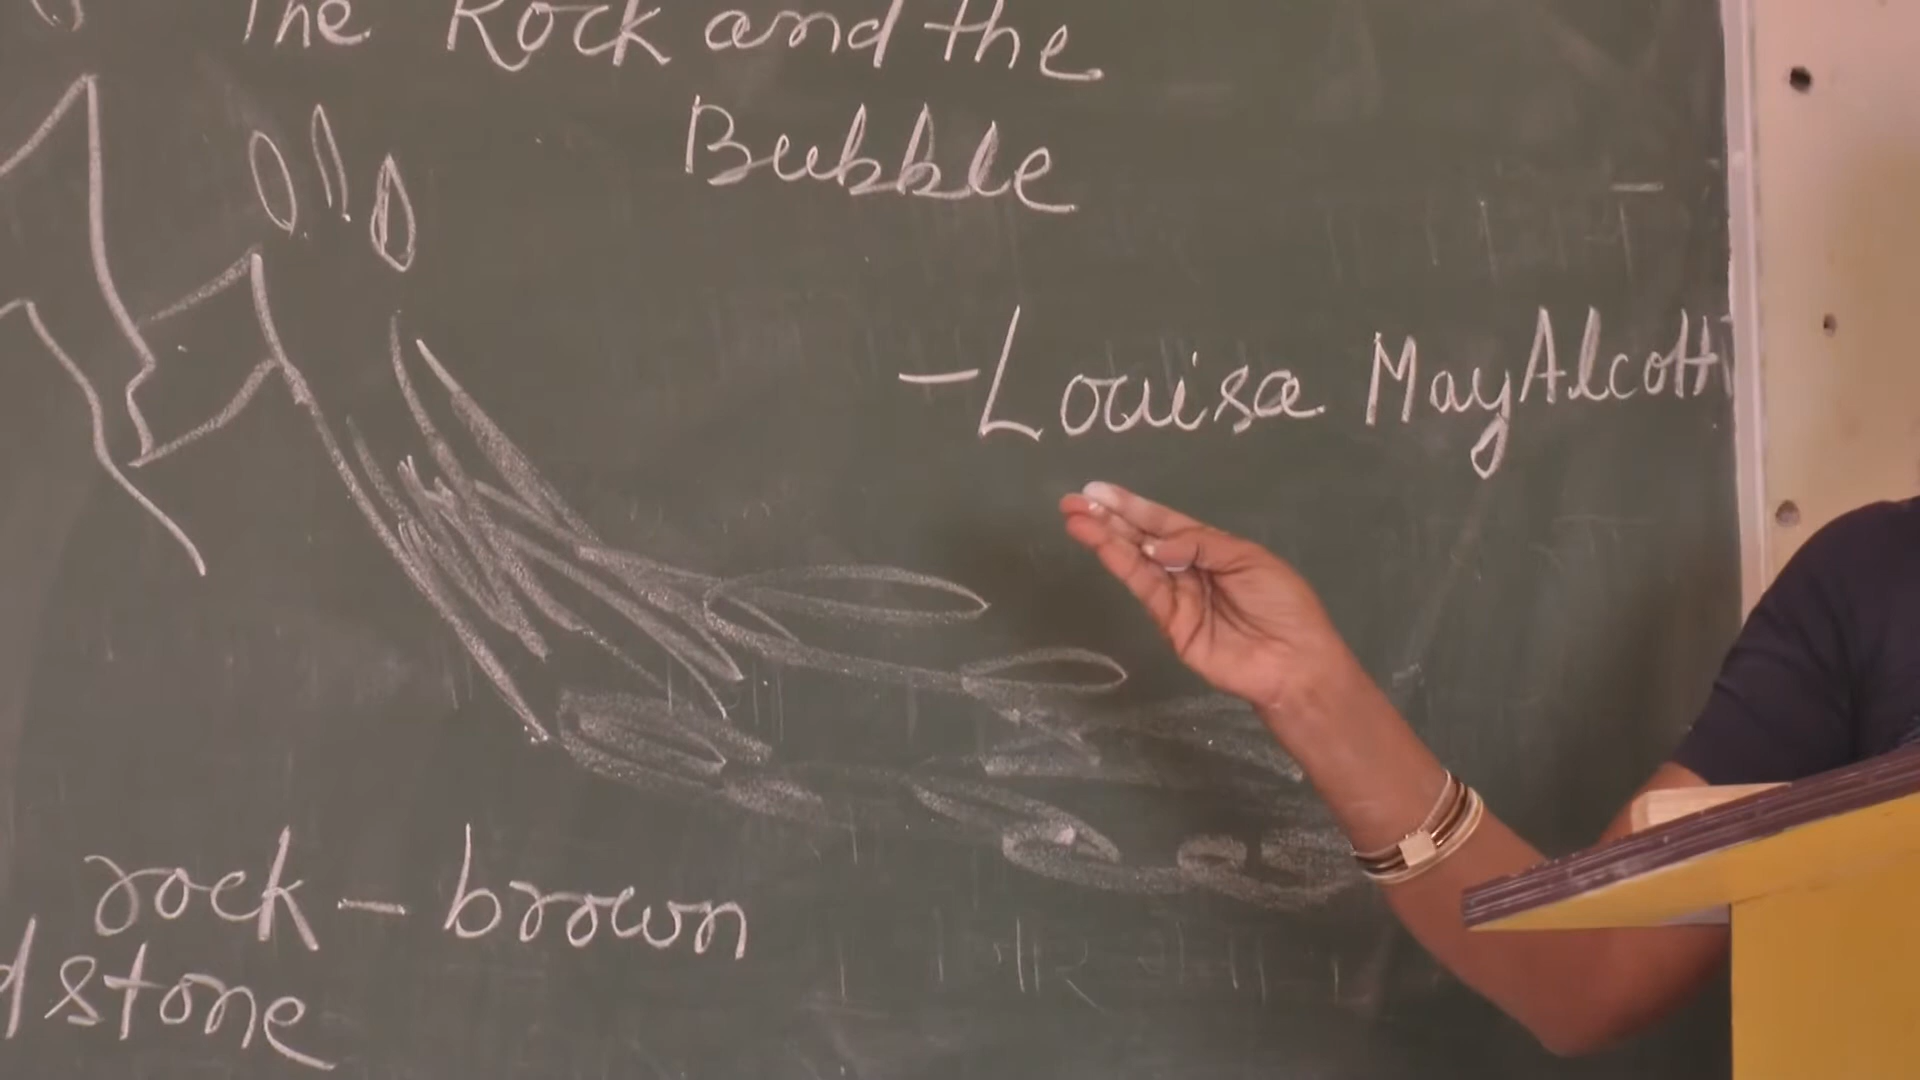 The Rock and the
Bubble
- Louisa May Alcott
rock - brown
stone